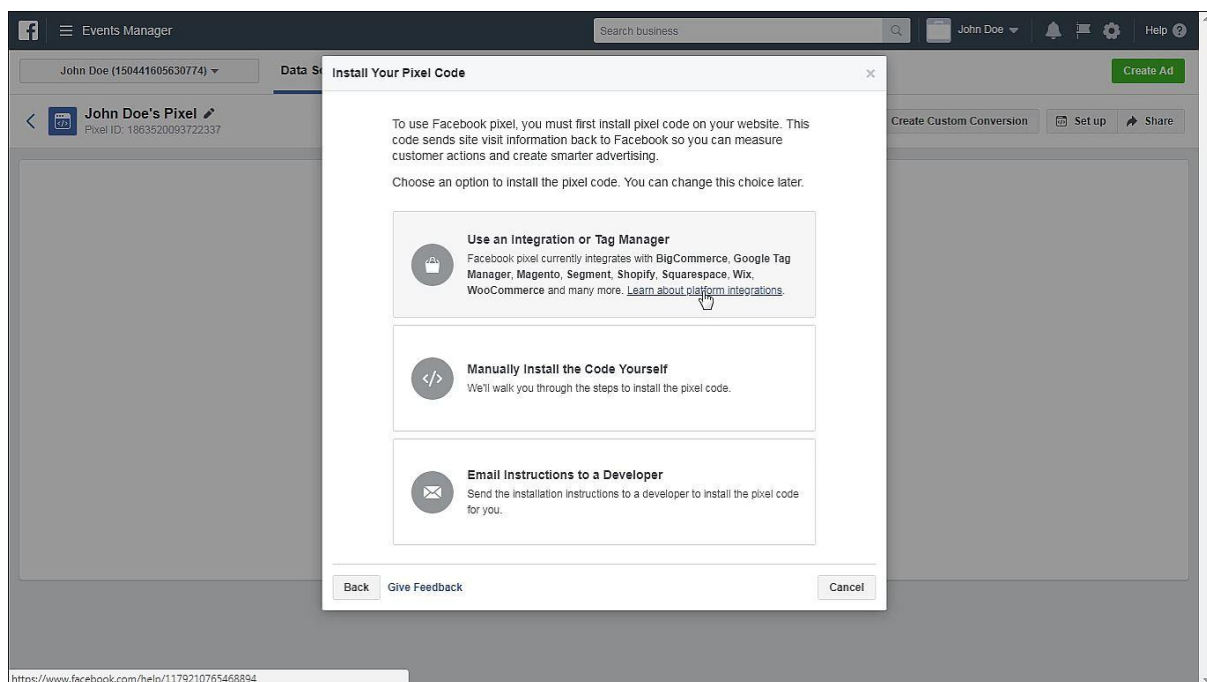 Events Manager
Search business
John Doe
Help
John Doe (150441605630774)
Data S
Install Your Pixel Code
Create Ad
John Doe's Pixel
Pixel ID: 1863520093722337
Create Custom Conversion
Set up
Share
To use Facebook pixel, you must first install pixel code on your website. This
code sends site visit information back to Facebook so you can measure
customer actions and create smarter advertising.
Choose an option to install the pixel code. You can change this choice later.
Use an Integration or Tag Manager
Facebook pixel currently integrates with BigCommerce, Google Tag
Manager, Magento, Segment, Shopify, Squarespace, Wix,
WooCommerce and many more. Learn about platform integrations.
Manually Install the Code Yourself
We'll walk you through the steps to install the pixel code.
Email Instructions to a Developer
Send the installation instructions to a developer to install the pixel code
for you.
Back
Give Feedback
Cancel
https://www.facebook.com/help/1179210765468894